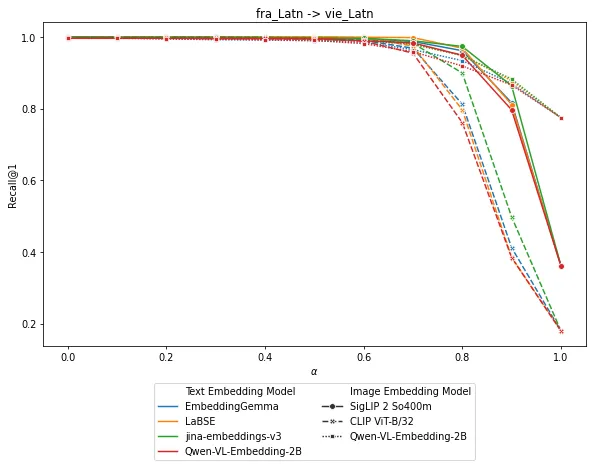 fra_Latn -> vie_Latn
Recall@1
1.0
0.8
0.6
0.4
0.2
0.0 0.2 0.4 0.6 0.8 1.0
α
Text Embedding Model
EmbeddingGemma
LaBSE
jina-embeddings-v3
Qwen-VL-Embedding-2B
Image Embedding Model
SigLIP 2 So400m
CLIP ViT-B/32
Qwen-VL-Embedding-2B